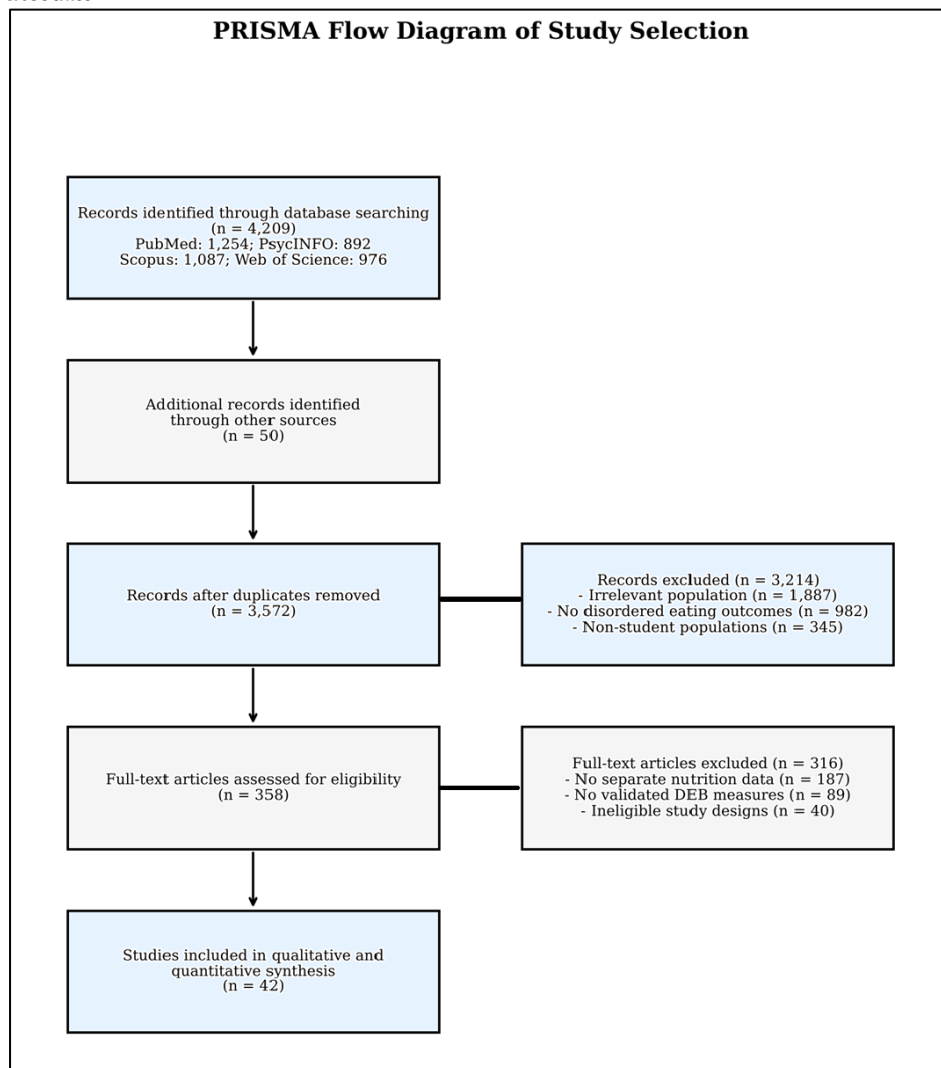 PRISMA Flow Diagram of Study Selection
Records identified through database searching
(n = 4,209)
PubMed: 1,254; PsycINFO: 892
Scopus: 1,087; Web of Science: 976
Additional records identified
through other sources
(n = 50)
Records after duplicates removed
(n = 3,572)
Records excluded (n = 3,214)
- Irrelevant population (n = 1,887)
- No disordered eating outcomes (n = 982)
- Non-student populations (n = 345)
Full-text articles assessed for eligibility
(n = 358)
Full-text articles excluded (n = 316)
- No separate nutrition data (n = 187)
- No validated DEB measures (n = 89)
- Ineligible study designs (n = 40)
Studies included in qualitative and
quantitative synthesis
(n = 42)